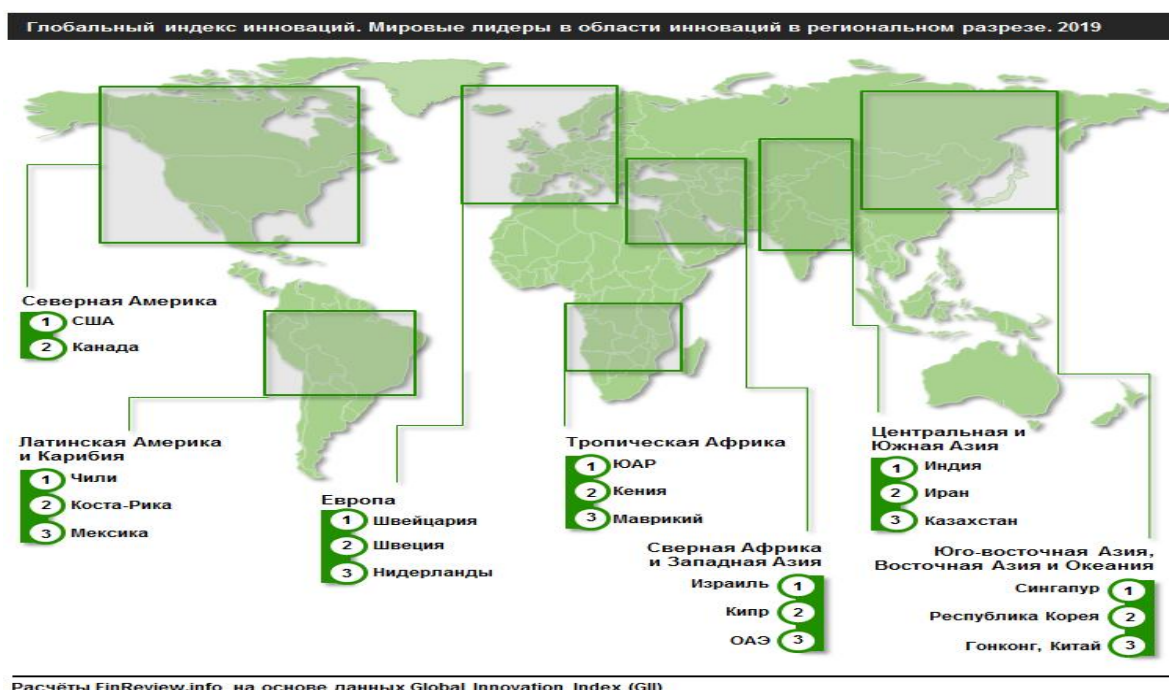 Глобальный индекс инноваций. Мировые лидеры в области инноваций в региональном разрезе. 2019
Северная Америка
1 США
2 Канада
Латинская Америка
и Карибия
1 Чили
2 Коста-Рика
3 Мексика
Европа
1 Швейцария
2 Швеция
3 Нидерланды
Тропическая Африка
1 ЮАР
2 Кения
3 Маврикий
Сверная Африка
и Западная Азия
Израиль 1
Кипр 2
ОАЭ 3
Центральная и
Южная Азия
1 Индия
2 Иран
3 Казахстан
Юго-восточная Азия,
Восточная Азия и Океания
Сингапур 1
Республика Корея 2
Гонконг, Китай 3
Расчёты FinReview.info на основе данных Global Innovation Index (GII)